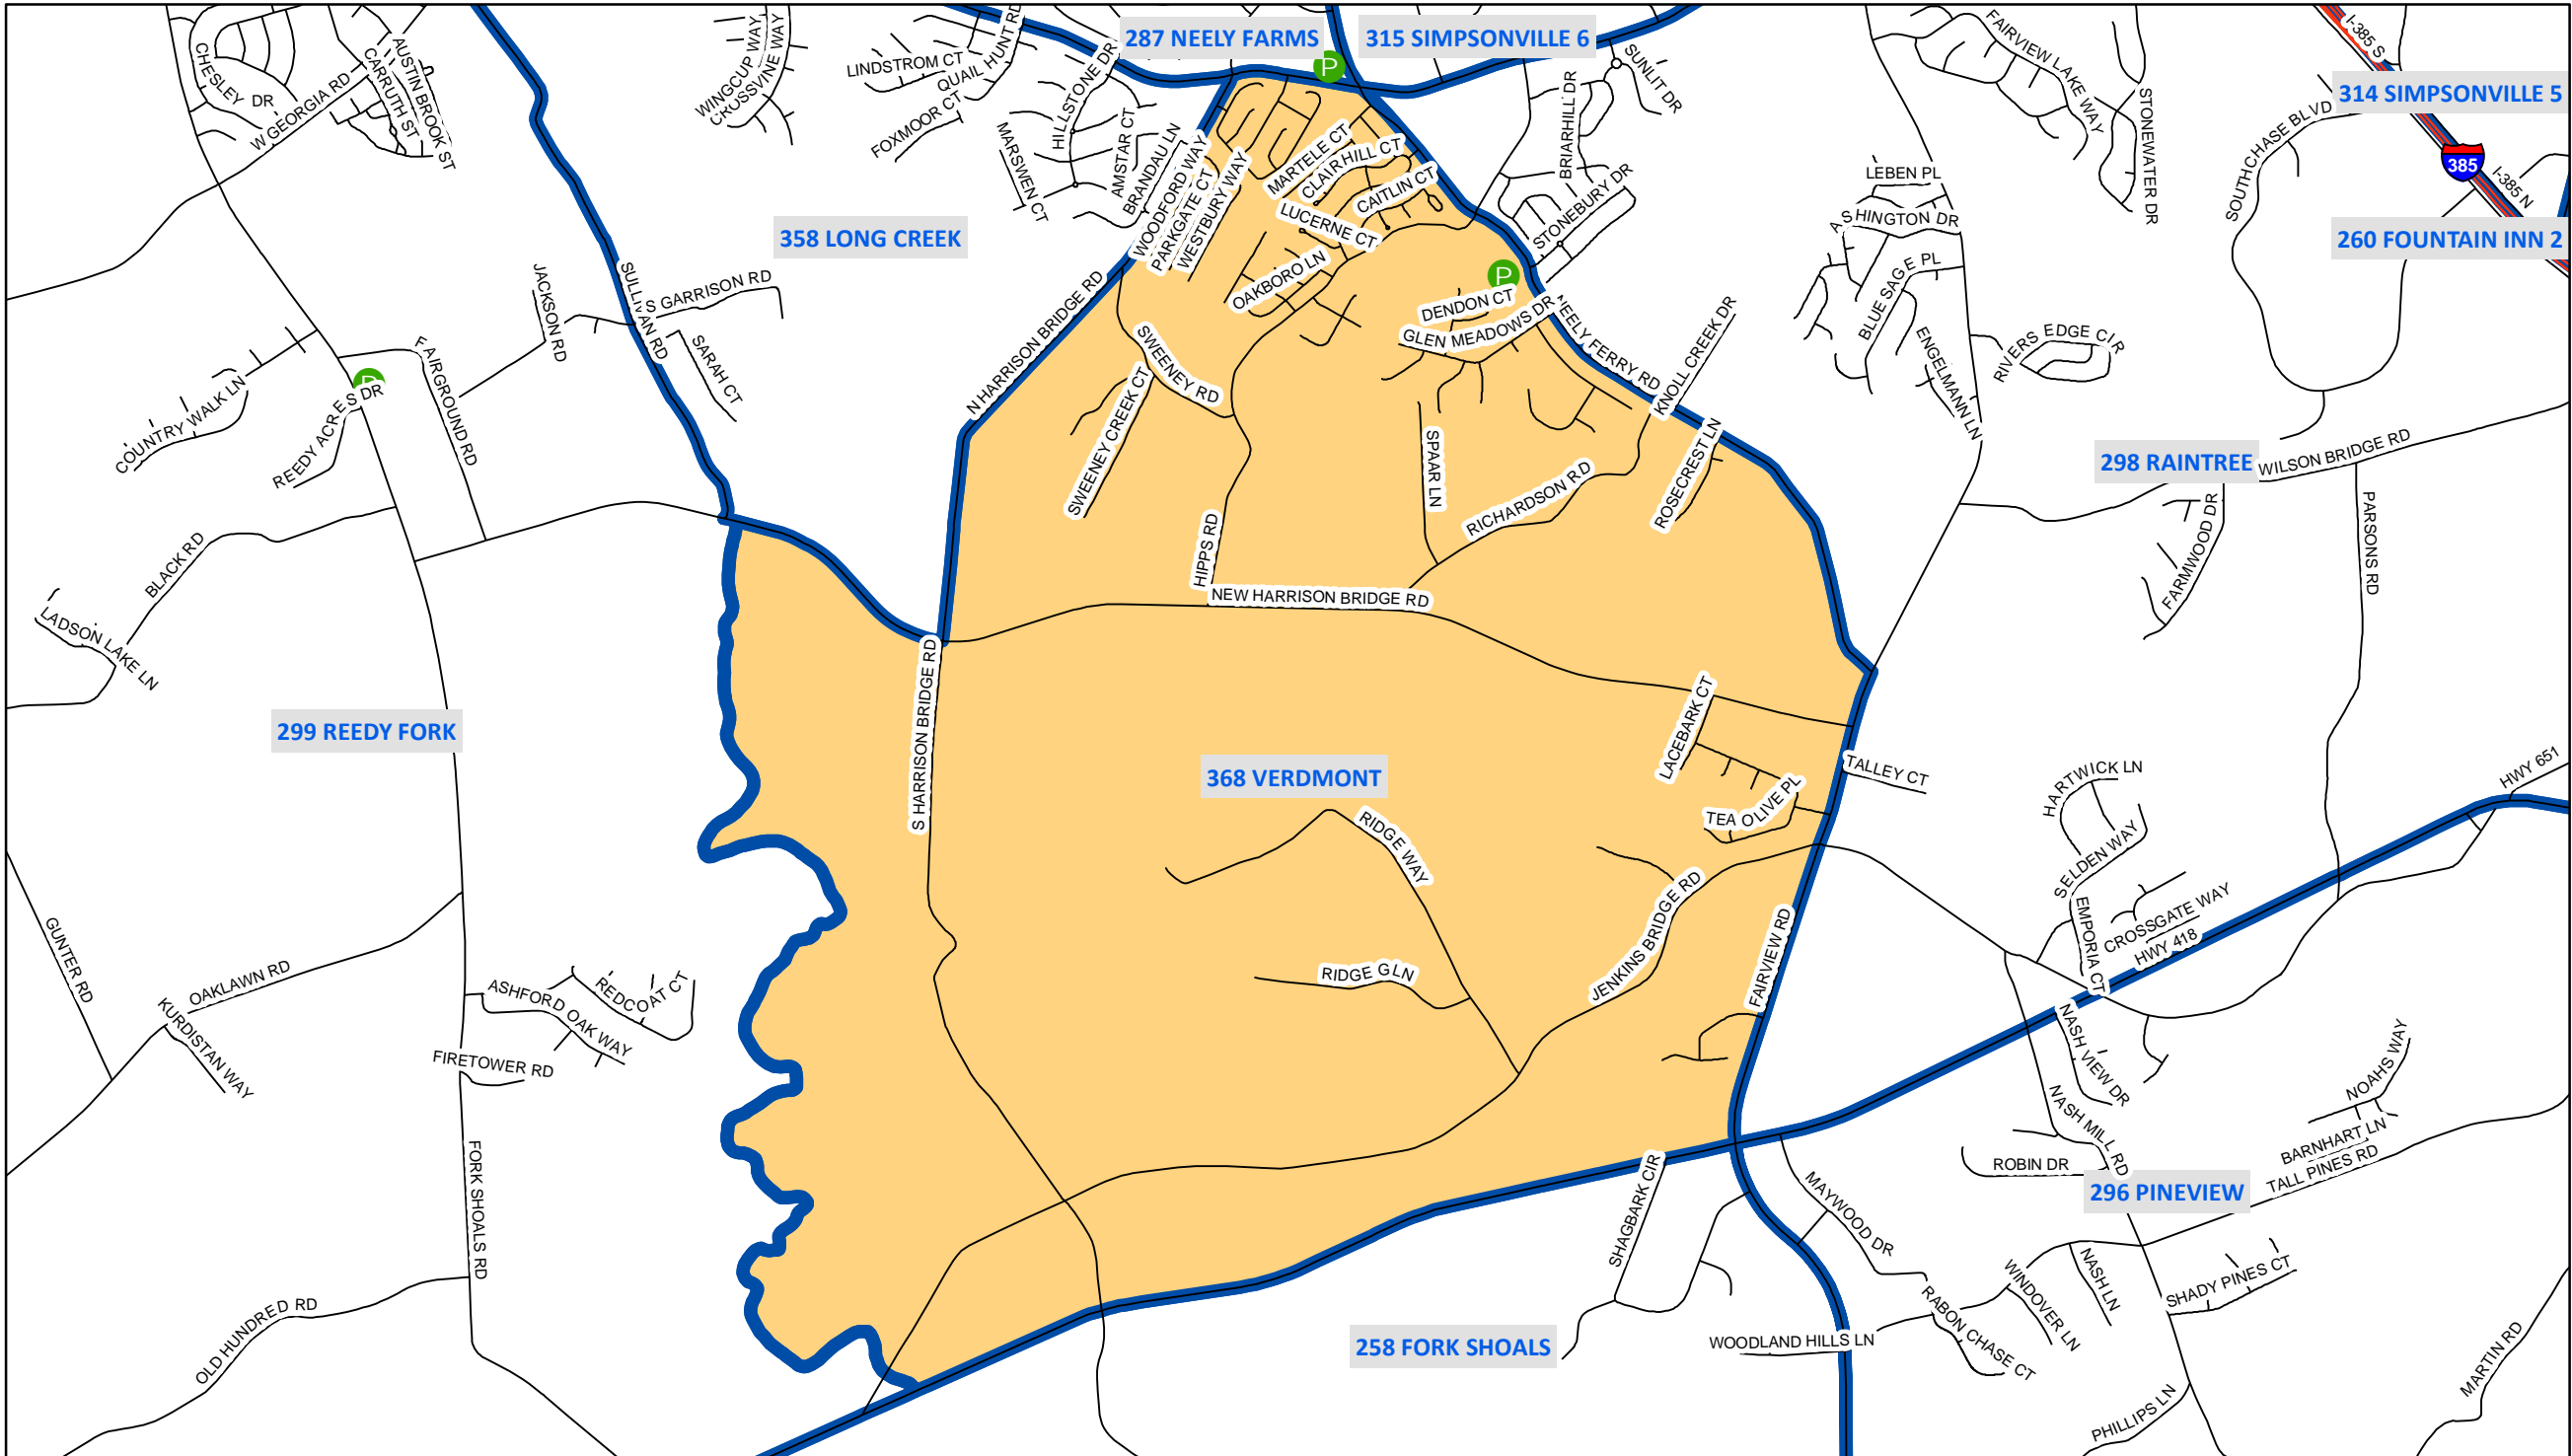 287 NEELY FARMS
315 SIMPSONVILLE 6
I-385 S
314 SIMPSONVILLE 5
385
I-385 N
260 FOUNTAIN INN 2
358 LONG CREEK
298 RAINTREE
299 REEDY FORK
368 VERDMONT
296 PINEVIEW
258 FORK SHOALS
CHESLEY DR
W GEORGIA RD
CARRUTH ST
AUSTIN BROOK ST
WINGCUP WAY
CROSSVINE WAY
LINDSTROM CT
QUAIL HUNT RD
FOXMOOR CT
HILLSTONE DR
MARSWEN CT
AMSTAR CT
BRANDAU LN
WOODFORD WAY
PARKGATE CT
WESTBURY WAY
MARTELE CT
CLAIRHILL CT
CAITLIN CT
LUCERNE CT
OAKBORO LN
P
P
P
BRIARHILL DR
SUNLIT DR
STONEBURY DR
FAIRVIEW LAKE WAY
STONEWATER DR
SOUTHCHASE BLVD
LEBEN PL
ASHINGTON DR
BLUE SAGE PL
ENGELMANN LN
RIVERS EDGE CIR
JACKSON RD
SULLIVAN RD
S GARRISON RD
SARAH CT
FAIRGROUND RD
COUNTRY WALK LN
REEDY ACRES DR
N HARRISON BRIDGE RD
SWEENEY RD
SWEENEY CREEK CT
DENDON CT
GLEN MEADOWS DR
NEELY FERRY RD
KNOLL CREEK DR
ROSECREST LN
SPAAR LN
RICHARDSON RD
HIPPS RD
NEW HARRISON BRIDGE RD
WILSON BRIDGE RD
FARMWOOD DR
PARSONS RD
BLACK RD
LADSON LAKE LN
S HARRISON BRIDGE RD
LACEBARK CT
TEA OLIVE PL
TALLEY CT
RIDGE WAY
RIDGE GLN
JENKINS BRIDGE RD
FAIRVIEW RD
HARTWICK LN
SELDEN WAY
EMPORIA CT
CROSSGATE WAY
HWY 418
HWY 651
GUNTER RD
OAKLAWN RD
KURDISTAN WAY
ASHFORD OAK WAY
REDCOAT CT
FIRETOWER RD
FORK SHOALS RD
OLD HUNDRED RD
NASH VIEW DR
NASH MILL RD
NOAHS WAY
BARNHART LN
TALL PINES RD
ROBIN DR
SHAGBARK CIR
MAYWOOD DR
WINDOVER LN
NASH LN
SHADY PINES CT
RABON CHASE CT
WOODLAND HILLS LN
PHILLIPS LN
MARTIN RD